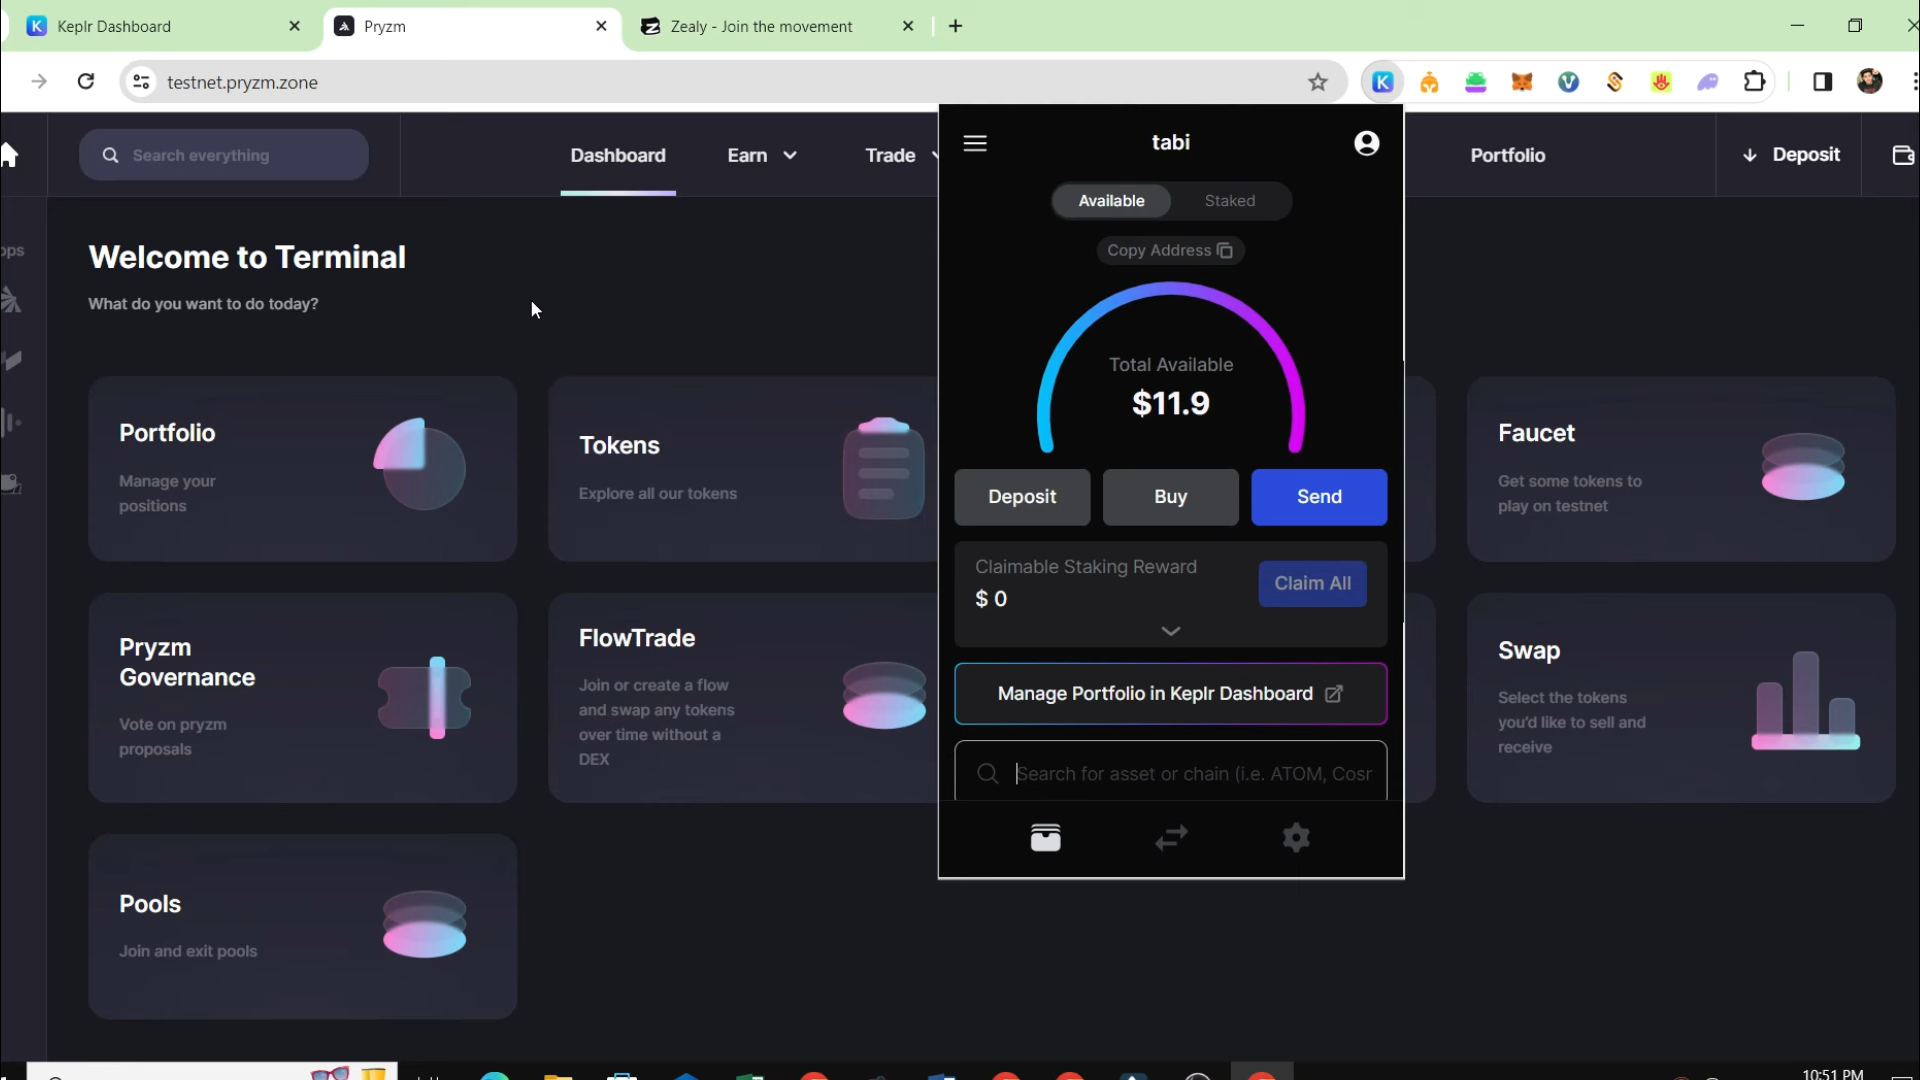 Keplr Dashboard
Pryzm
Zealy - Join the movement
testnet.pryzm.zone
Search everything
Dashboard
Earn
Trade
Portfolio
Deposit
ops
Welcome to Terminal
What do you want to do today?
Portfolio
Manage your
positions
Tokens
Explore all our tokens
Faucet
Get some tokens to
play on testnet
Pryzm
Governance
Vote on pryzm
proposals
FlowTrade
Join or create a flow
and swap any tokens
over time without a
DEX
Swap
Select the tokens
you'd like to sell and
receive
Pools
Join and exit pools
tabi
Available
Staked
Copy Address
Total Available
$11.9
Deposit
Buy
Send
Claimable Staking Reward
$ 0
Claim All
Manage Portfolio in Keplr Dashboard
Search for asset or chain (i.e. ATOM, Cosr
10:51 PM